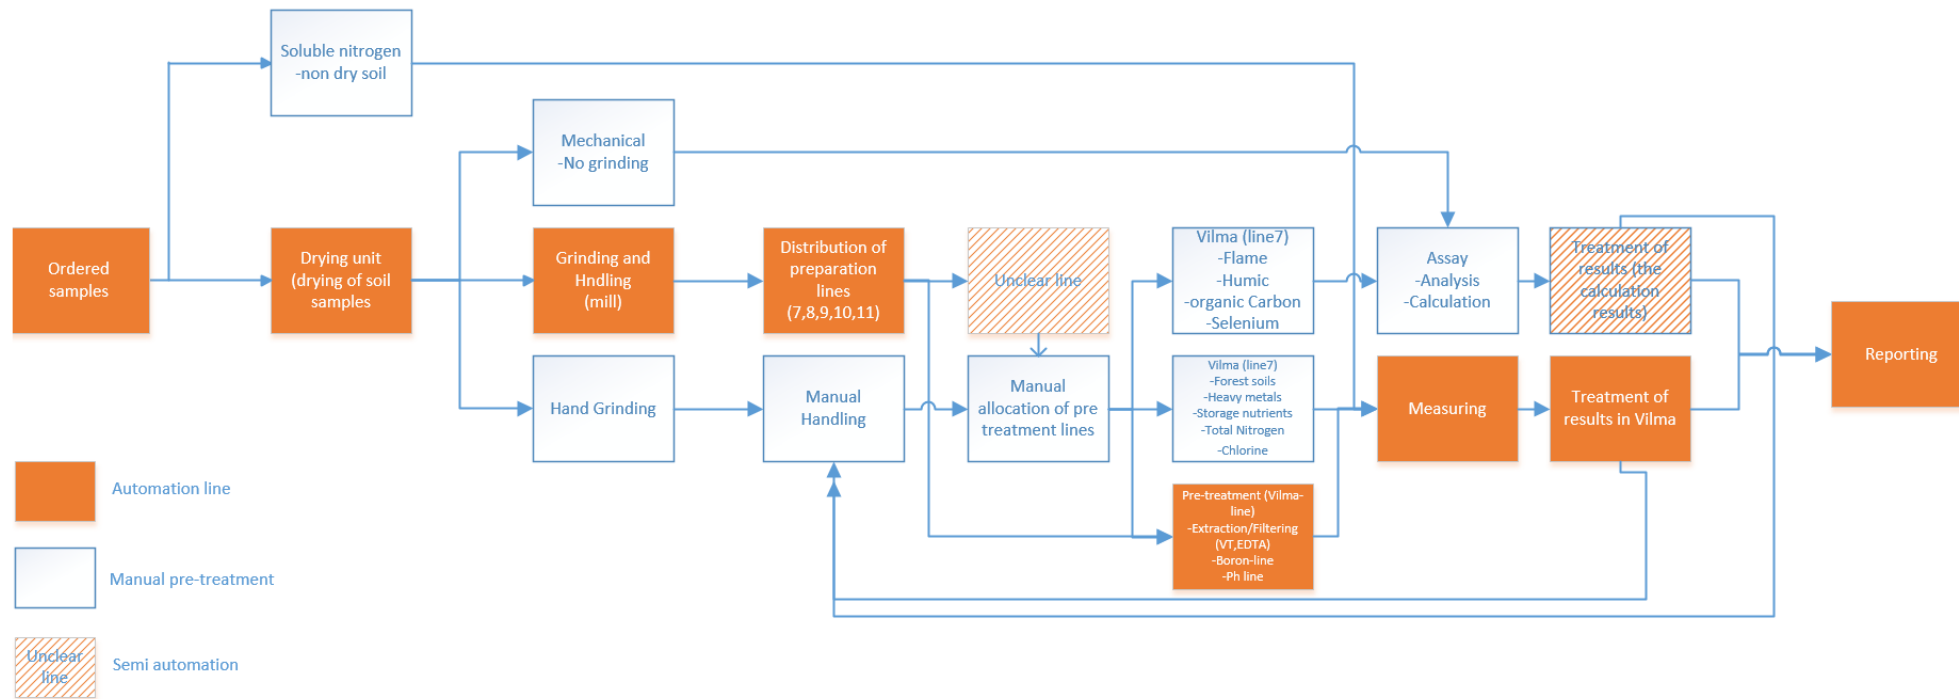 Soluble nitrogen
-non dry soil
Mechanical
-No grinding
Ordered
samples
Drying unit
(drying of soil
samples
Grinding and
Hndling
(mill)
Distribution of
preparation
lines
(7,8,9,10,11)
Unclear line
Vilma (line7)
-Flame
-Humic
-organic Carbon
-Selenium
Assay
-Analysis
-Calculation
Treatment of
results (the
calculation
results)
Reporting
Hand Grinding
Manual
Handling
Manual
allocation of pre
treatment lines
Vilma (line7)
-Forest soils
-Heavy metals
-Storage nutrients
-Total Nitrogen
-Chlorine
Measuring
Treatment of
results in Vilma
Pre-treatment (Vilma-
line)
-Extraction/Filtering
(VT,EDTA)
-Boron-line
-Ph line
Automation line
Manual pre-treatment
Unclear
line
Semi automation